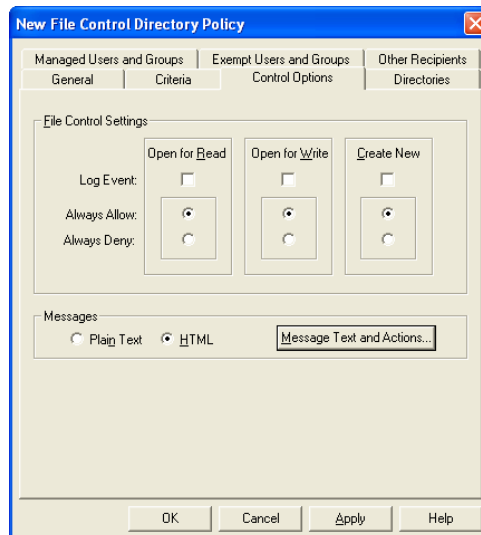 New File Control Directory Policy
Managed Users and Groups Exempt Users and Groups Other Recipients
General Criteria Control Options Directories
File Control Settings
Open for Read Open for Write Create New
Log Event:
Always Allow:
Always Deny:
Messages
Plain Text HTML Message Text and Actions...
OK Cancel Apply Help